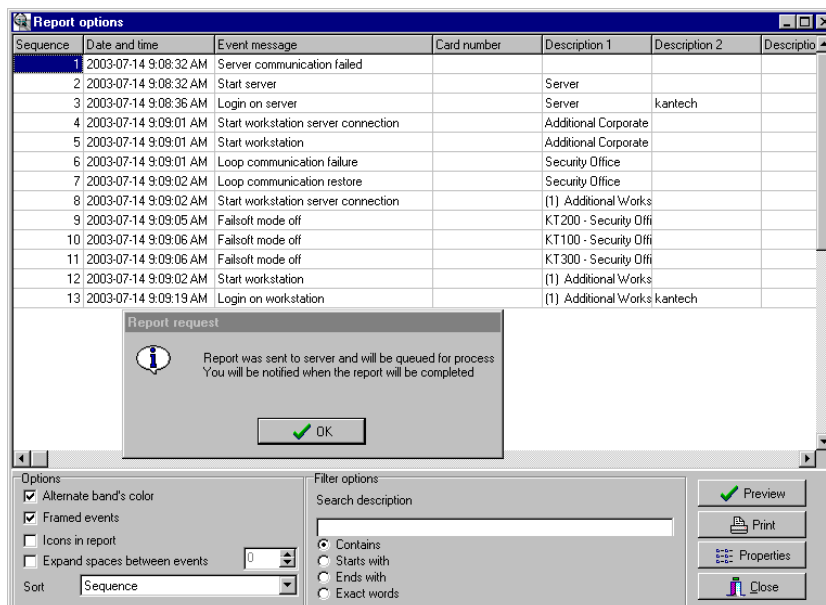 Report options
Sequence Date and time Event message Card number Description 1 Description 2 Descriptio
1 2003-07-14 9:08:32 AM Server communication failed
2 2003-07-14 9:08:32 AM Start server Server
3 2003-07-14 9:08:36 AM Login on server Server kantech
4 2003-07-14 9:09:01 AM Start workstation server connection Additional Corporate
5 2003-07-14 9:09:01 AM Start workstation Additional Corporate
6 2003-07-14 9:09:01 AM Loop communication failure Security Office
7 2003-07-14 9:09:02 AM Loop communication restore Security Office
8 2003-07-14 9:09:02 AM Start workstation server connection (1) Additional Works
9 2003-07-14 9:09:05 AM Failsoft mode off KT200 - Security Offi
10 2003-07-14 9:09:06 AM Failsoft mode off KT100 - Security Offi
11 2003-07-14 9:09:06 AM Failsoft mode off KT300 - Security Offi
12 2003-07-14 9:09:02 AM Start workstation (1) Additional Works
13 2003-07-14 9:09:19 AM Login on workstation (1) Additional Works kantech
Report request
Report was sent to server and will be queued for process
You will be notified when the report will be completed
OK
Options
Alternate band's color
Framed events
Icons in report
Expand spaces between events 0
Sort Sequence
Filter options
Search description
Contains
Starts with
Ends with
Exact words
Preview
Print
Properties
Close